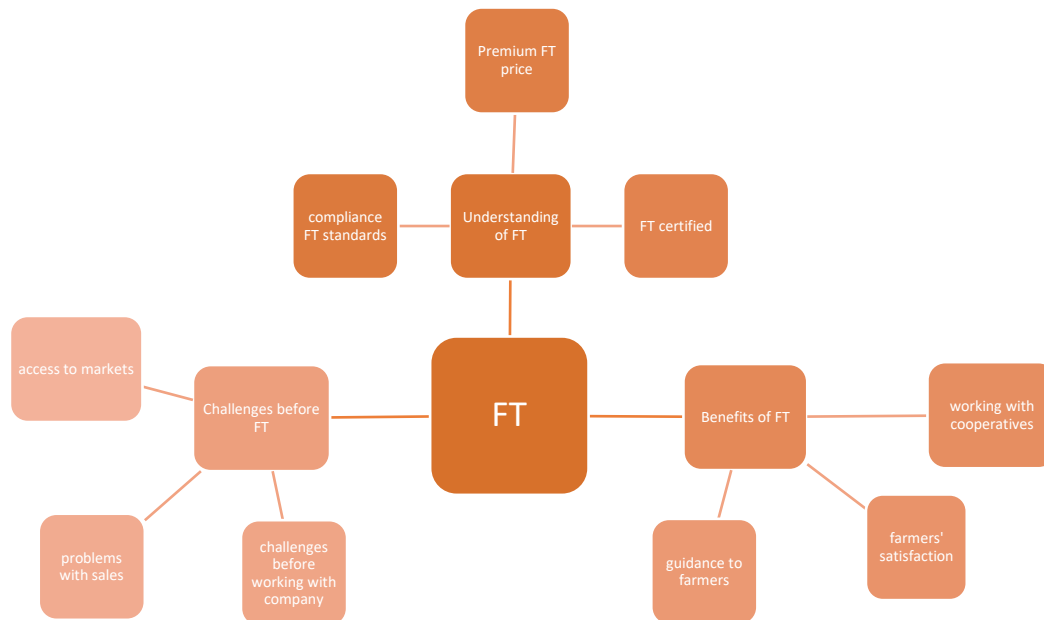 Premium FT
price
compliance
FT standards
Understanding
of FT
FT certified
access to markets
Challenges before
FT
FT
Benefits of FT
working with
cooperatives
problems
with sales
challenges
before
working with
company
guidance to
farmers
farmers'
satisfaction